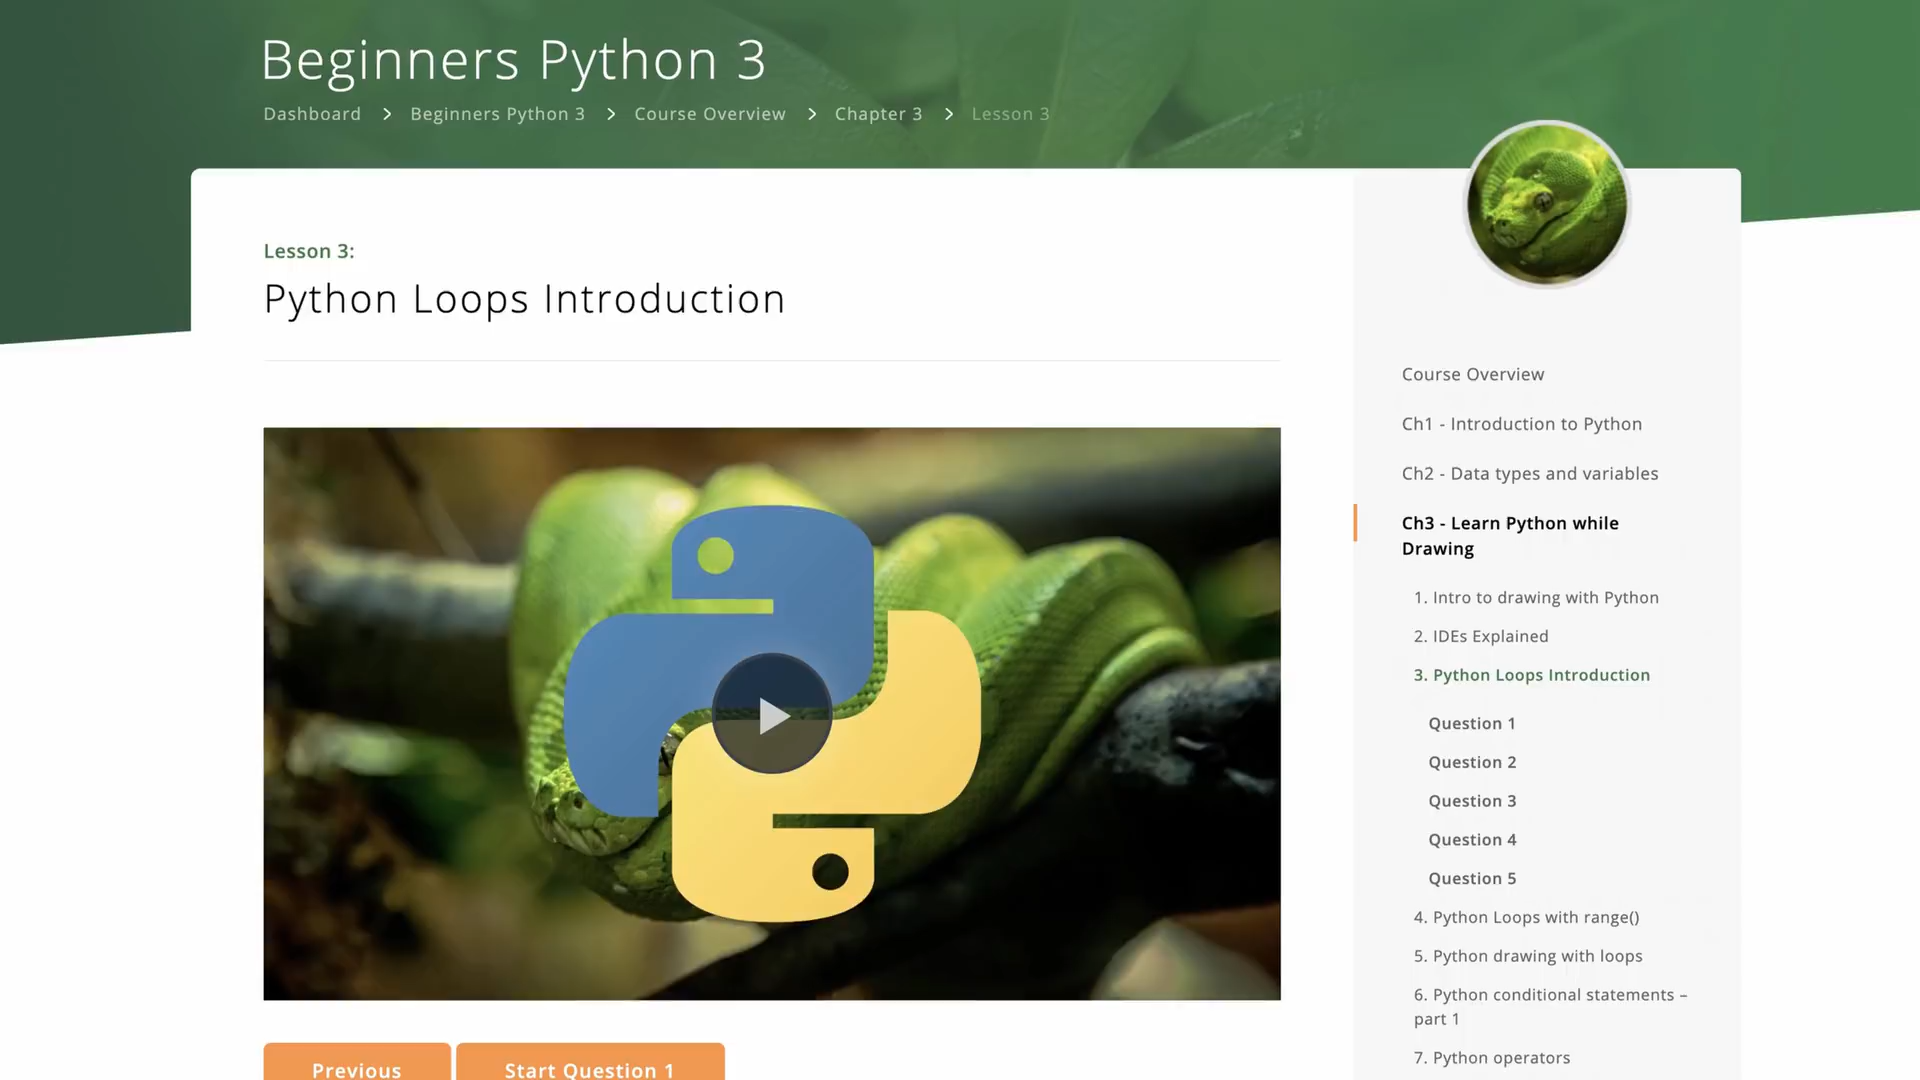 Beginners Python 3
Dashboard > Beginners Python 3 > Course Overview > Chapter 3 > Lesson 3
Lesson 3:
Python Loops Introduction
Previous
Start Question 1
Course Overview
Ch1 - Introduction to Python
Ch2 - Data types and variables
Ch3 - Learn Python while
Drawing
1. Intro to drawing with Python
2. IDEs Explained
3. Python Loops Introduction
Question 1
Question 2
Question 3
Question 4
Question 5
4. Python Loops with range()
5. Python drawing with loops
6. Python conditional statements –
part 1
7. Python operators